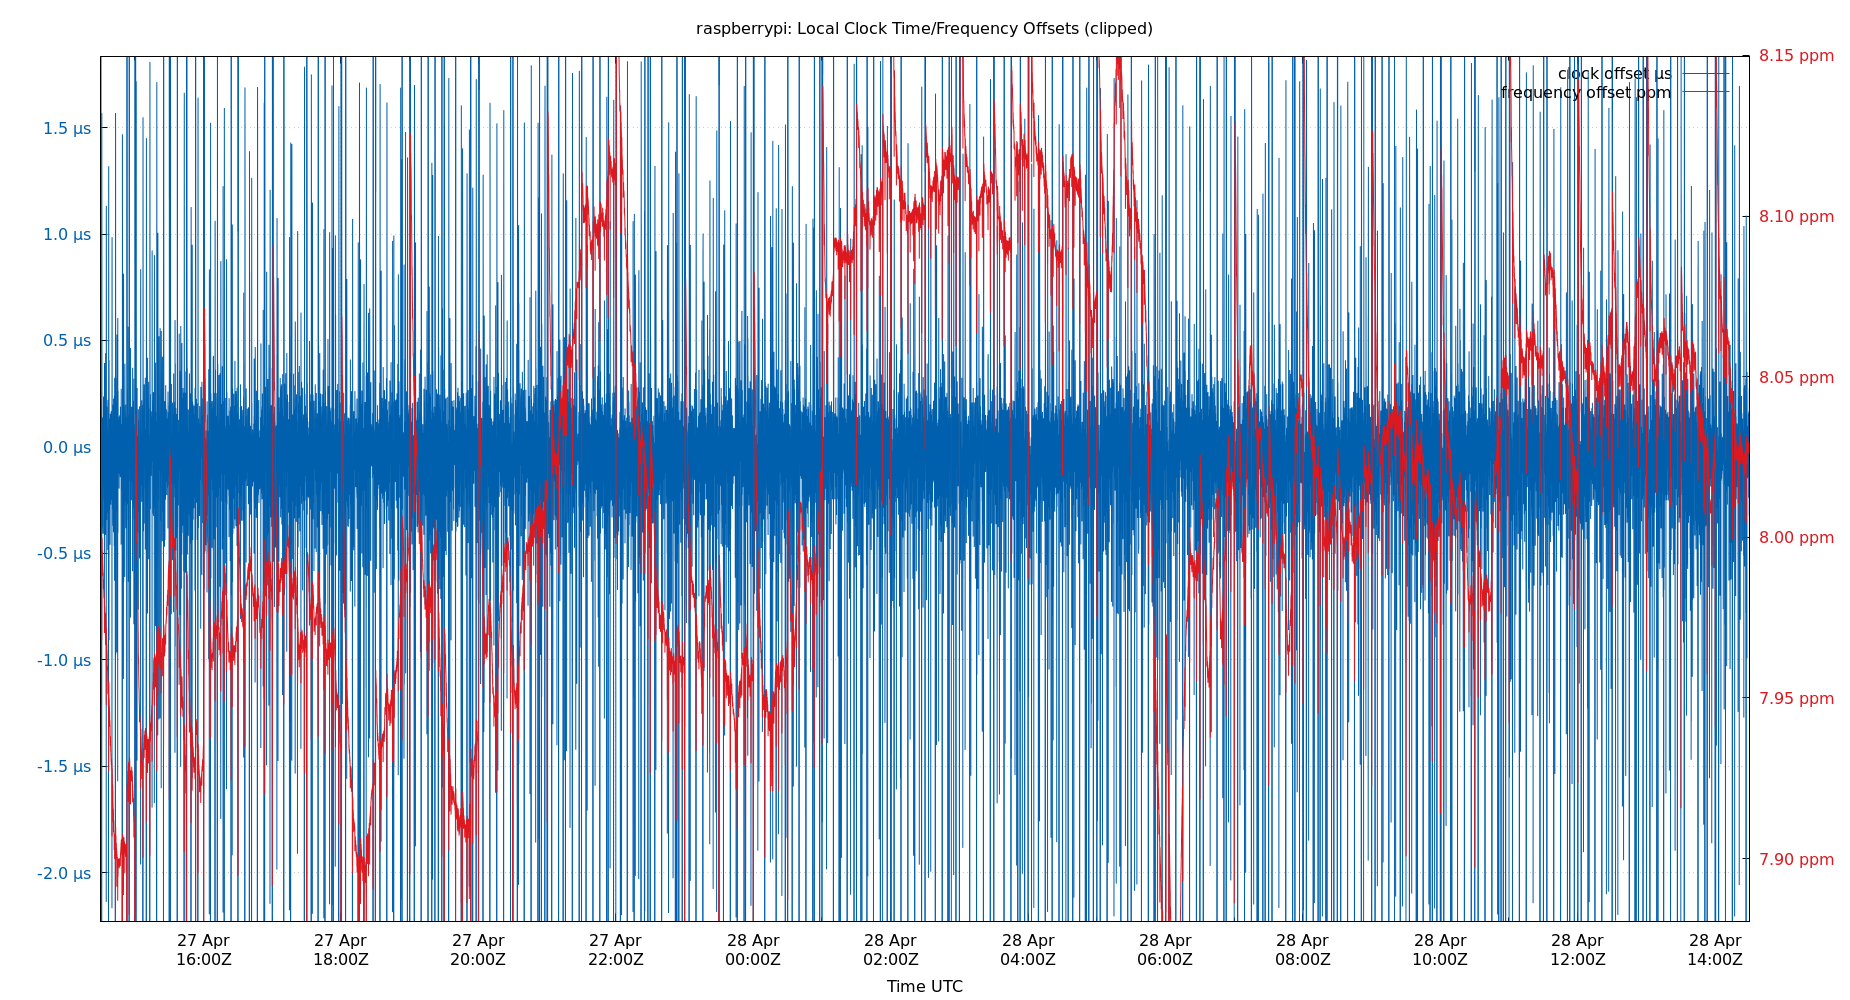 raspberrypi: Local Clock Time/Frequency Offsets (clipped)
8.15 ppm
clock offset µs
frequency offset ppm
1.5 µs
8.10 ppm
1.0 µs
0.5 µs
8.05 ppm
0.0 µs
8.00 ppm
-0.5 µs
-1.0 µs
7.95 ppm
-1.5 µs
7.90 ppm
-2.0 µs
27 Apr 27 Apr 27 Apr 27 Apr 28 Apr 28 Apr 28 Apr 28 Apr 28 Apr 28 Apr 28 Apr 28 Apr
16:00Z 18:00Z 20:00Z 22:00Z 00:00Z 02:00Z 04:00Z 06:00Z 08:00Z 10:00Z 12:00Z 14:00Z
Time UTC